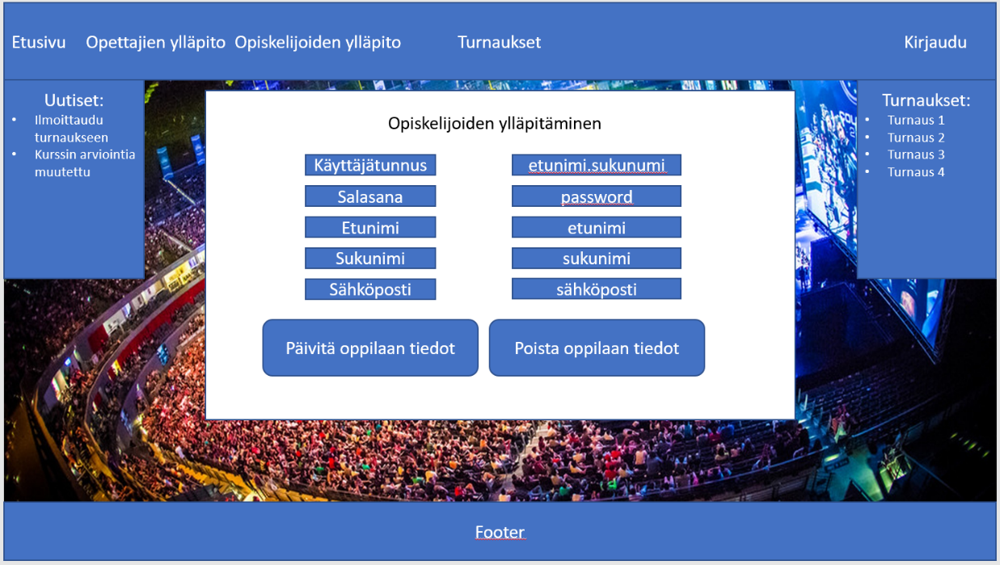 Etusivu Opettajien ylläpito Opiskelijoiden ylläpito Turnaukset Kirjaudu
Uutiset:
• Ilmoittaudu
turnaukseen
• Kurssin arviointia
muutettu
Opiskelijoiden ylläpitäminen
Käyttäjätunnus etunimi.sukunumi
Salasana password
Etunimi etunimi
Sukunimi sukunimi
Sähköposti sähköposti
Päivitä oppilaan tiedot Poista oppilaan tiedot
Turnaukset:
• Turnaus 1
• Turnaus 2
• Turnaus 3
• Turnaus 4
Footer